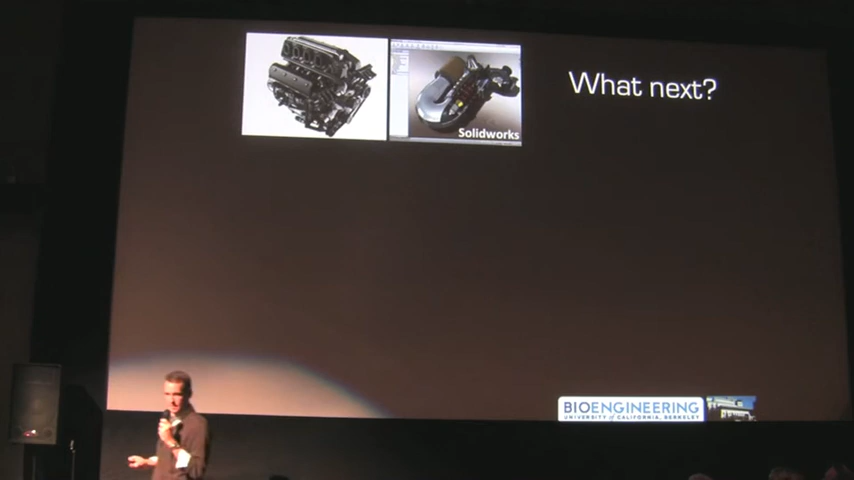 What next?
Solidworks
BIOENGINEERING
UNIVERSITY of CALIFORNIA, BERKELEY